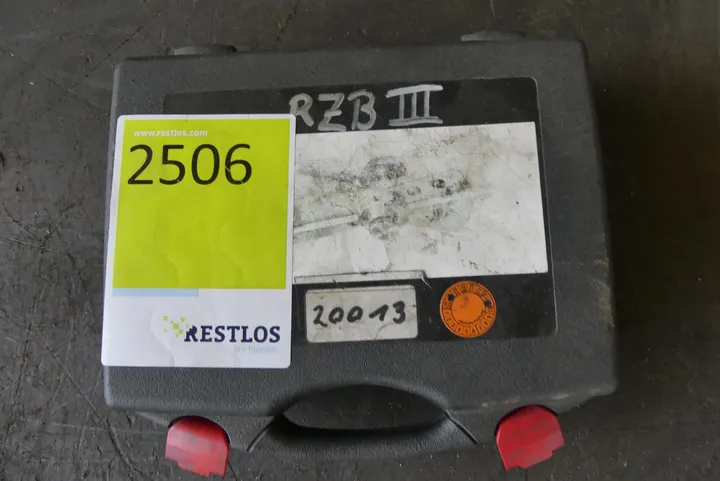 RZB III
www.restlos.com
2506
20013
RESTLOS